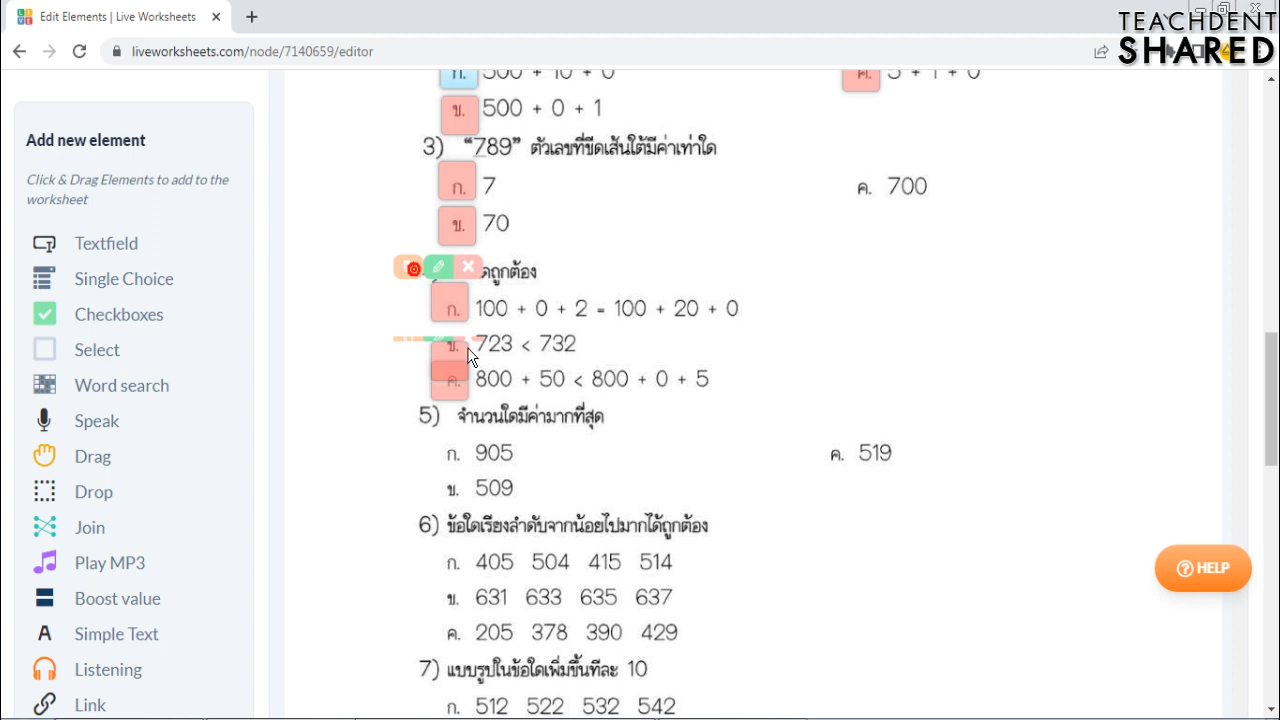 Edit Elements | Live Worksheets
TEACHDENT
SHARED
liveworksheets.com/node/7140659/editor
Add new element
Click & Drag Elements to add to the
worksheet
Textfield
Single Choice
Checkboxes
Select
Word search
Speak
Drag
Drop
Join
Play MP3
Boost value
Simple Text
Listening
Link
ก. 500 + 10 + 0
ค. 5 + 1 + 0
ข. 500 + 0 + 1
3) “789” ตัวเลขที่ขีดเส้นใต้มีค่าเท่าใด
ก. 7
ค. 700
ข. 70
ดถูกต้อง
ก. 100 + 0 + 2 = 100 + 20 + 0
ข. 723 < 732
ค. 800 + 50 < 800 + 0 + 5
5) จำนวนใดมีค่ามากที่สุด
ก. 905
ค. 519
ข. 509
6) ข้อใดเรียงลำดับจากน้อยไปมากได้ถูกต้อง
ก. 405 504 415 514
ข. 631 633 635 637
ค. 205 378 390 429
7) แบบรูปในข้อใดเพิ่มขึ้นทีละ 10
ก. 512 522 532 542
HELP